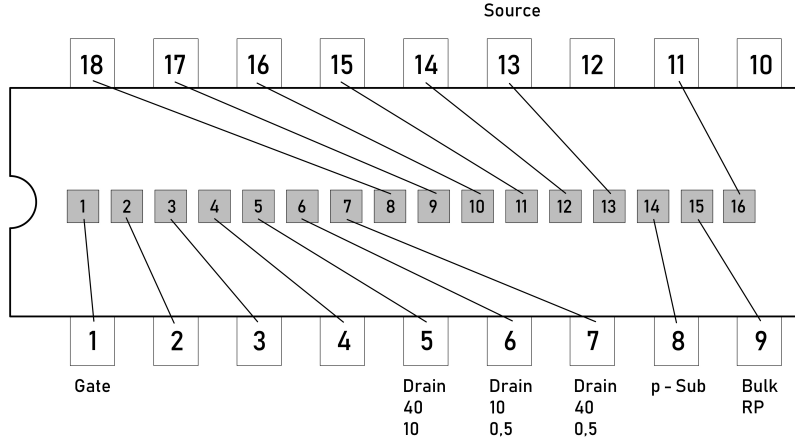 Source
18 17 16 15 14 13 12 11 10
1 2 3 4 5 6 7 8 9 10 11 12 13 14 15 16
1 2 3 4 5 6 7 8 9
Gate Drain Drain Drain p - Sub Bulk
40 10 40 RP
10 0,5 0,5